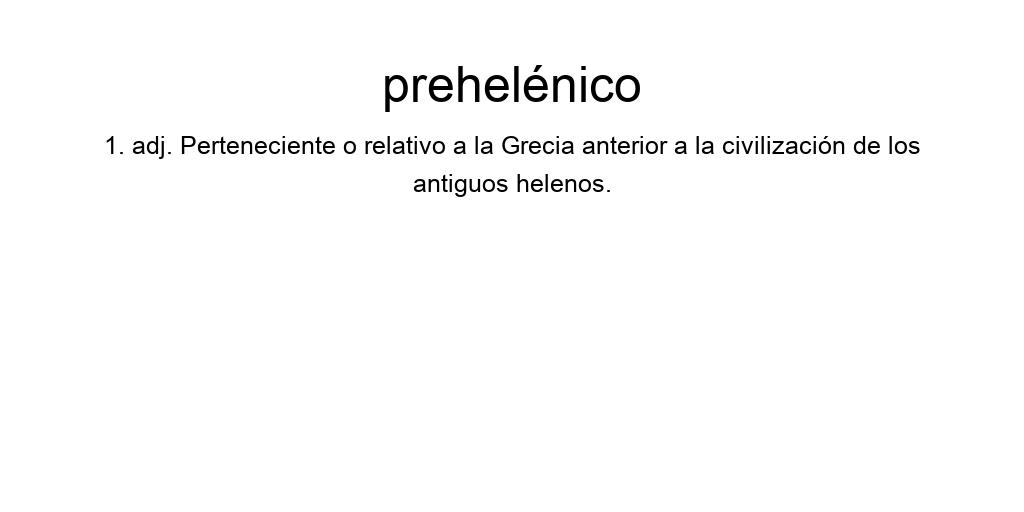 prehelénico
1. adj. Perteneciente o relativo a la Grecia anterior a la civilización de los
antiguos helenos.